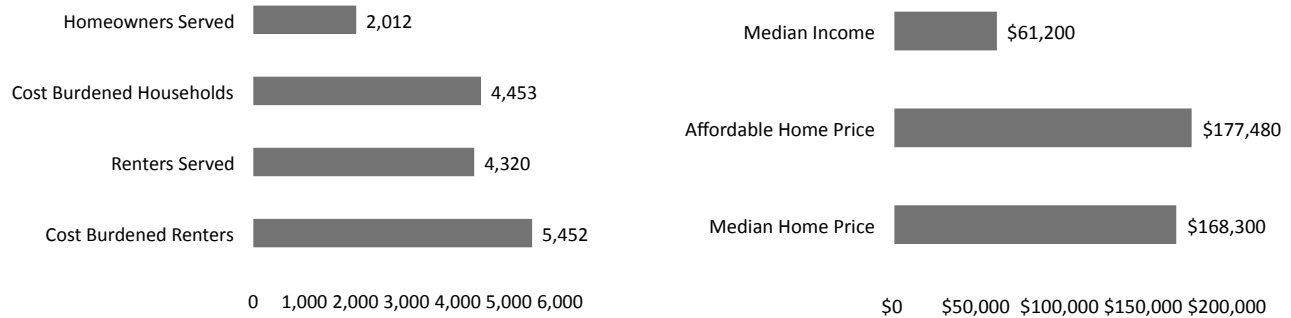 Homeowners Served 2,012
Cost Burdened Households 4,453
Renters Served 4,320
Cost Burdened Renters 5,452
0 1,000 2,000 3,000 4,000 5,000 6,000
Median Income $61,200
Affordable Home Price $177,480
Median Home Price $168,300
$0 $50,000 $100,000 $150,000 $200,000